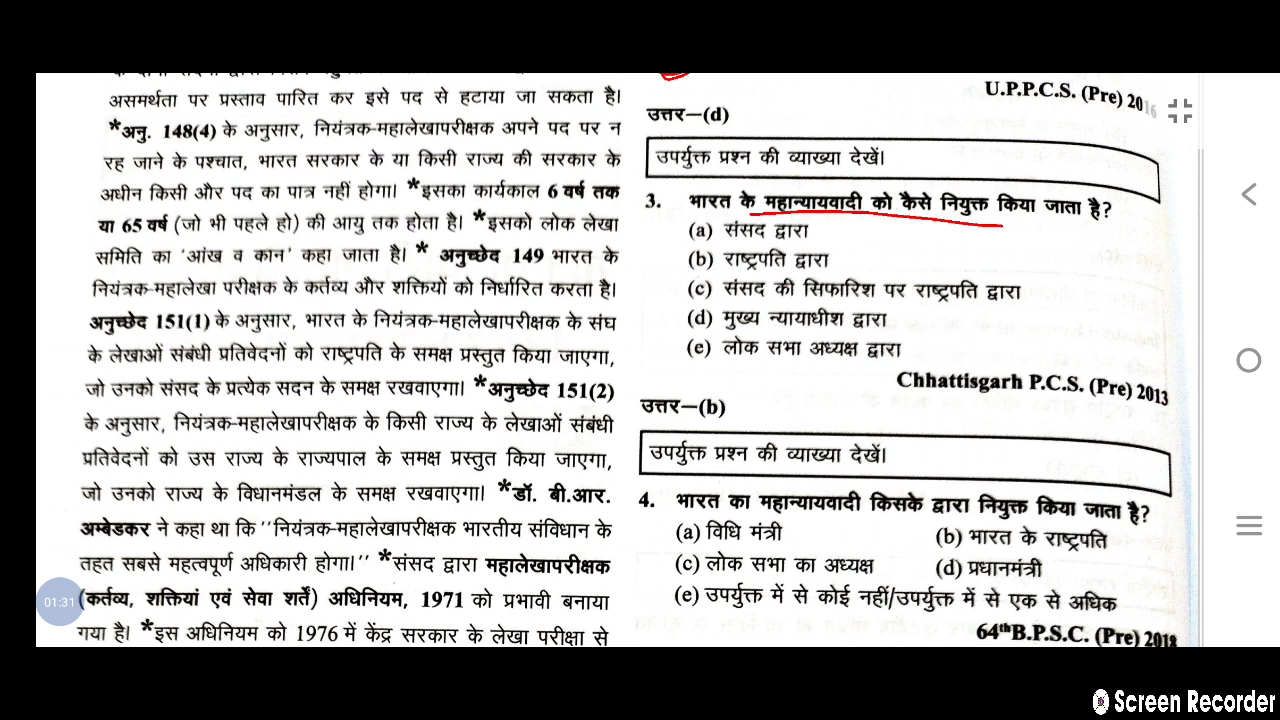 असमर्थता पर प्रस्ताव पारित कर इसे पद से हटाया जा सकता है।
*अनु. 148(4) के अनुसार, नियंत्रक-महालेखापरीक्षक अपने पद पर न
रह जाने के पश्चात, भारत सरकार के या किसी राज्य की सरकार के
अधीन किसी और पद का पात्र नहीं होगा। *इसका कार्यकाल 6 वर्ष तक
या 65 वर्ष (जो भी पहले हो) की आयु तक होता है। *इसको लोक लेखा
समिति का 'आंख व कान' कहा जाता है। * अनुच्छेद 149 भारत के
नियंत्रक-महालेखा परीक्षक के कर्तव्य और शक्तियों को निर्धारित करता है।
अनुच्छेद 151(1) के अनुसार, भारत के नियंत्रक-महालेखापरीक्षक के संघ
के लेखाओं संबंधी प्रतिवेदनों को राष्ट्रपति के समक्ष प्रस्तुत किया जाएगा,
जो उनको संसद के प्रत्येक सदन के समक्ष रखवाएगा। *अनुच्छेद 151(2)
के अनुसार, नियंत्रक-महालेखापरीक्षक के किसी राज्य के लेखाओं संबंधी
प्रतिवेदनों को उस राज्य के राज्यपाल के समक्ष प्रस्तुत किया जाएगा,
जो उनको राज्य के विधानमंडल के समक्ष रखवाएगा। *डॉ. बी.आर.
अम्बेडकर ने कहा था कि ''नियंत्रक-महालेखापरीक्षक भारतीय संविधान के
तहत सबसे महत्वपूर्ण अधिकारी होगा।'' *संसद द्वारा महालेखापरीक्षक
(कर्तव्य, शक्तियां एवं सेवा शर्तें) अधिनियम, 1971 को प्रभावी बनाया
गया है। *इस अधिनियम को 1976 में केंद्र सरकार के लेखा परीक्षा से
01:31
U.P.P.C.S. (Pre) 2016
उत्तर–(d)
उपर्युक्त प्रश्न की व्याख्या देखें।
3. भारत के महान्यायवादी को कैसे नियुक्त किया जाता है?
(a) संसद द्वारा
(b) राष्ट्रपति द्वारा
(c) संसद की सिफारिश पर राष्ट्रपति द्वारा
(d) मुख्य न्यायाधीश द्वारा
(e) लोक सभा अध्यक्ष द्वारा
Chhattisgarh P.C.S. (Pre) 2013
उत्तर–(b)
उपर्युक्त प्रश्न की व्याख्या देखें।
4. भारत का महान्यायवादी किसके द्वारा नियुक्त किया जाता है?
(a) विधि मंत्री (b) भारत के राष्ट्रपति
(c) लोक सभा का अध्यक्ष (d) प्रधानमंत्री
(e) उपर्युक्त में से कोई नहीं/उपर्युक्त में से एक से अधिक
64th B.P.S.C. (Pre) 2018
Screen Recorder